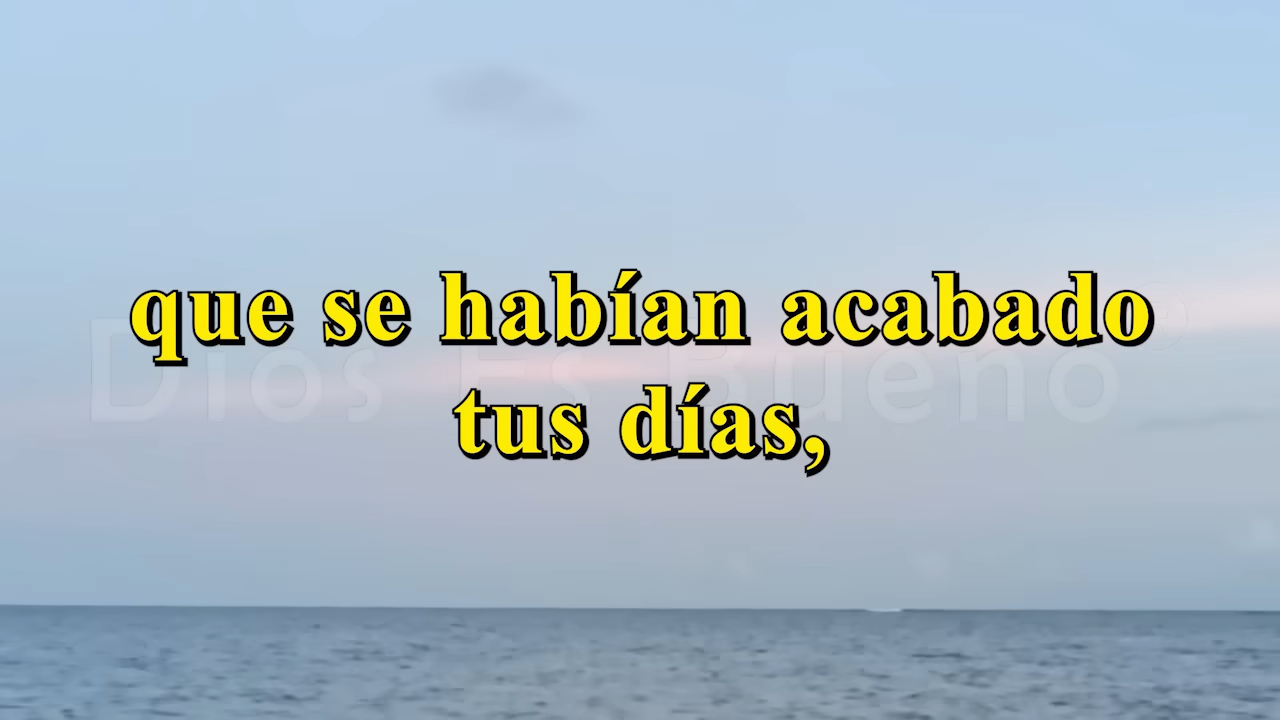 que se habían acabado
Dios Es Bueno
tus días,